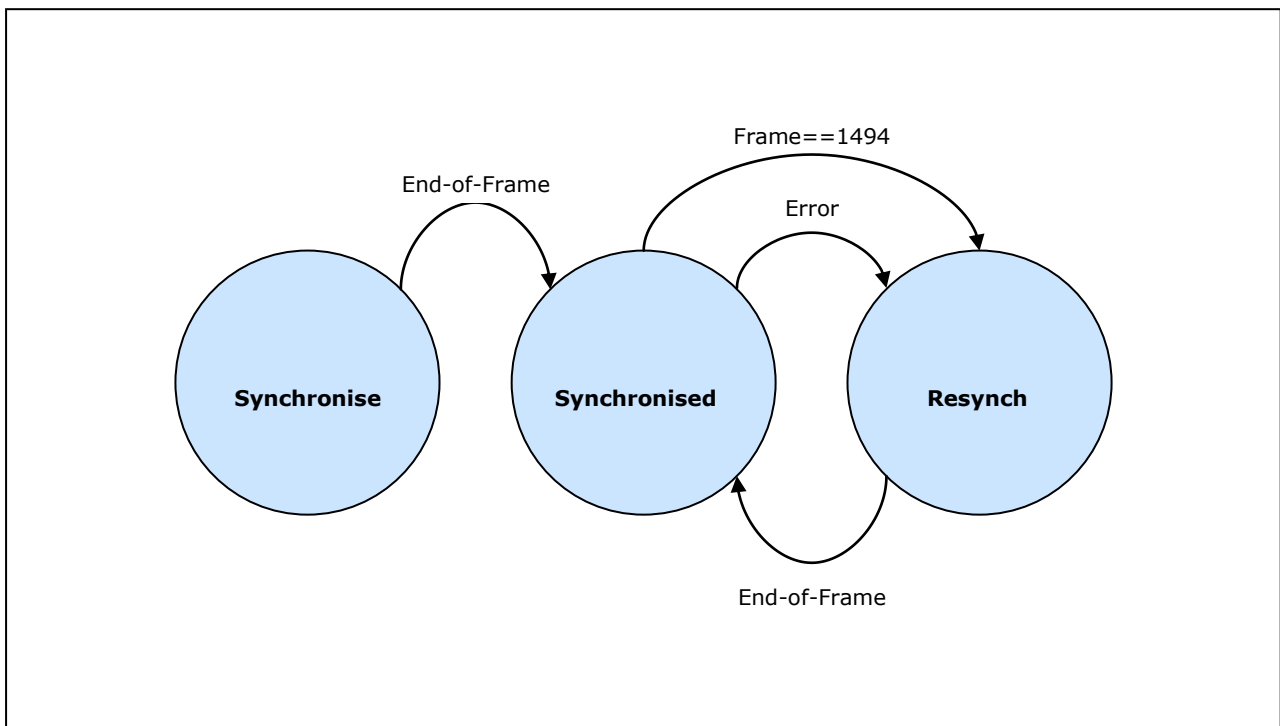 Frame==1494
End-of-Frame
Error
Synchronise
Synchronised
Resynch
End-of-Frame